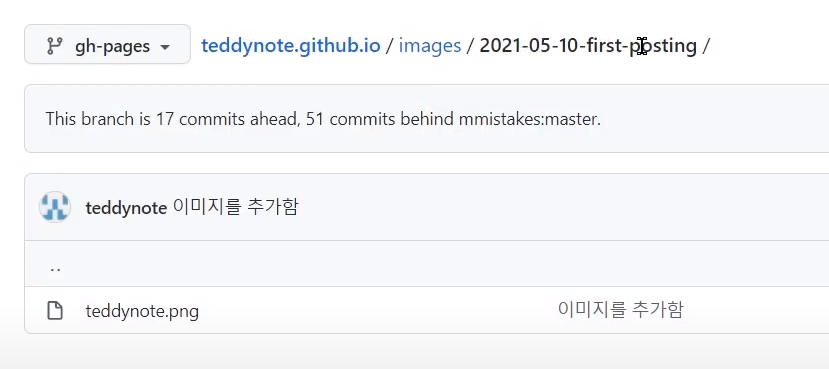 gh-pages teddynote.github.io / images / 2021-05-10-first-posting /
This branch is 17 commits ahead, 51 commits behind mmistakes:master.
teddynote 이미지를 추가함
..
teddynote.png 이미지를 추가함